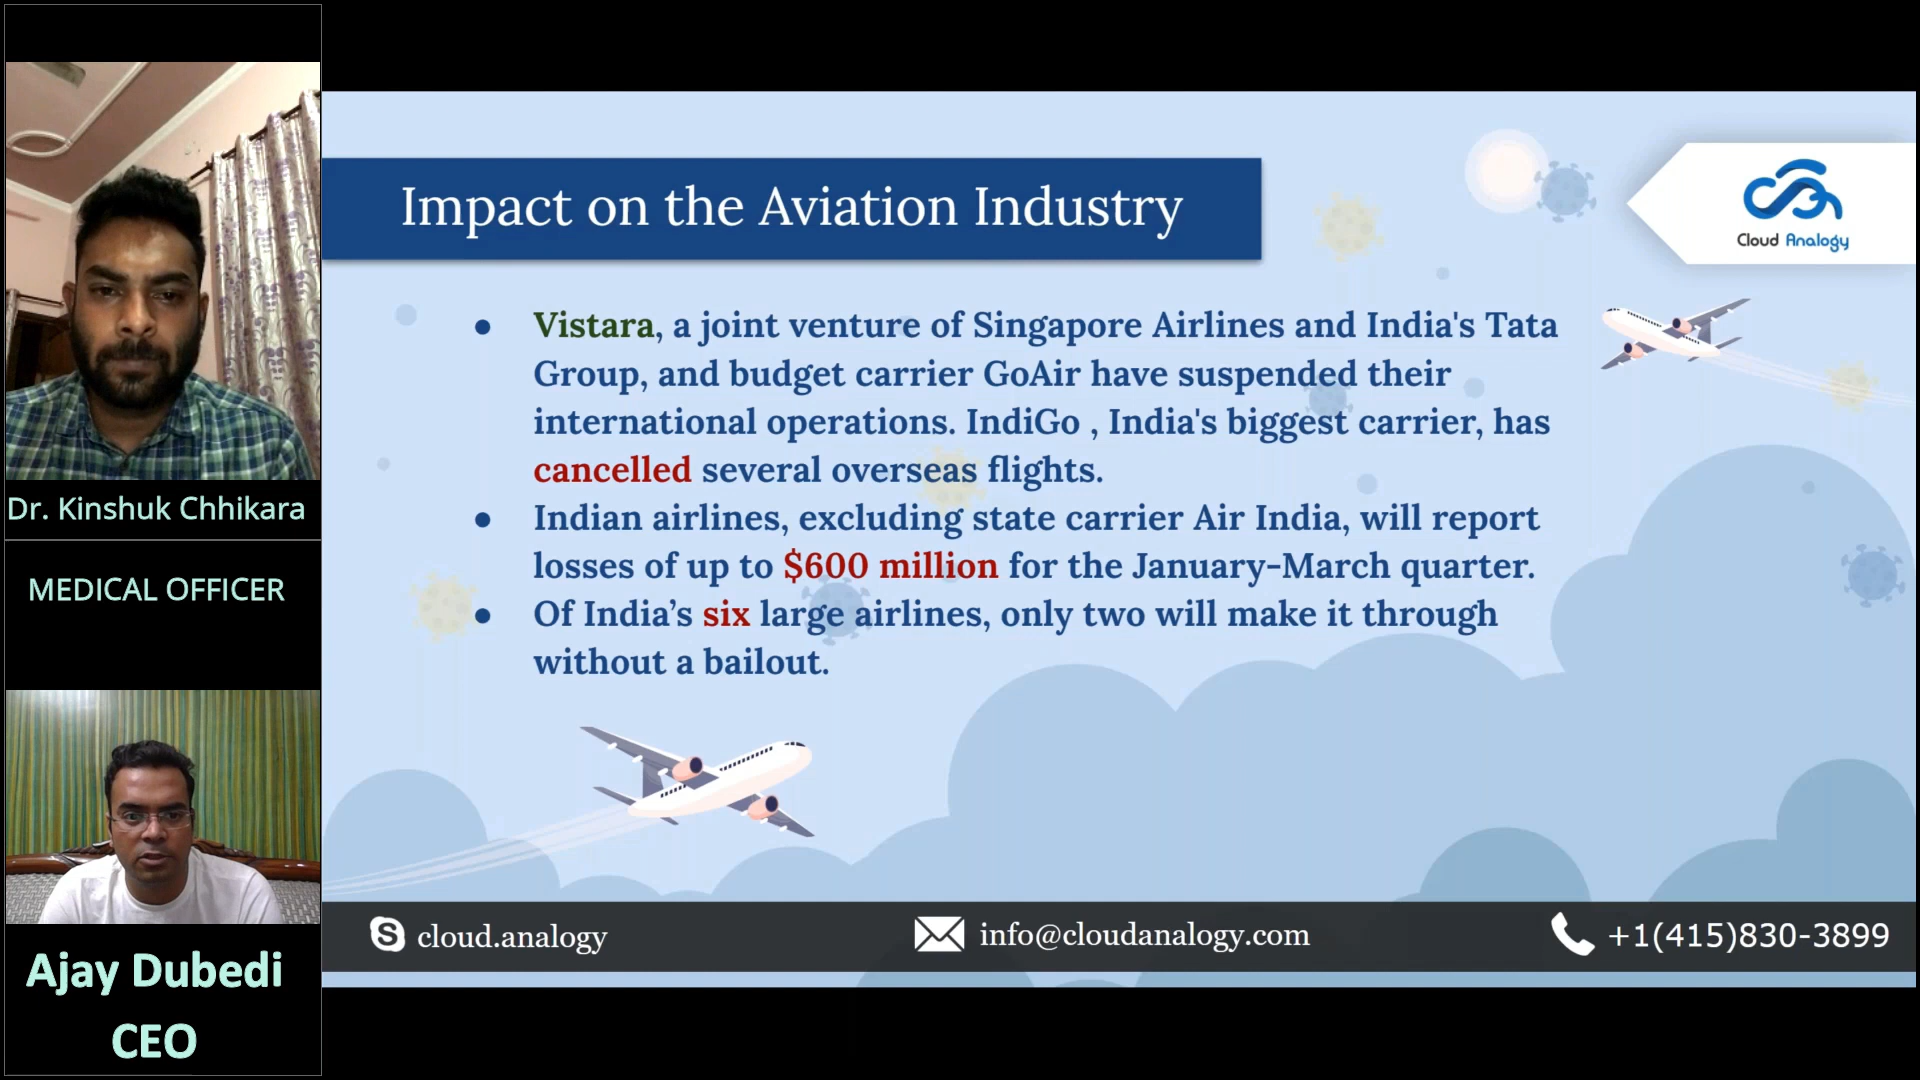 Dr. Kinshuk Chhikara
MEDICAL OFFICER
Ajay Dubedi
CEO
Impact on the Aviation Industry
Cloud Analogy
● Vistara, a joint venture of Singapore Airlines and India's Tata
Group, and budget carrier GoAir have suspended their
international operations. IndiGo , India's biggest carrier, has
cancelled several overseas flights.
● Indian airlines, excluding state carrier Air India, will report
losses of up to $600 million for the January-March quarter.
● Of India’s six large airlines, only two will make it through
without a bailout.
cloud.analogy
info@cloudanalogy.com
+1(415)830-3899